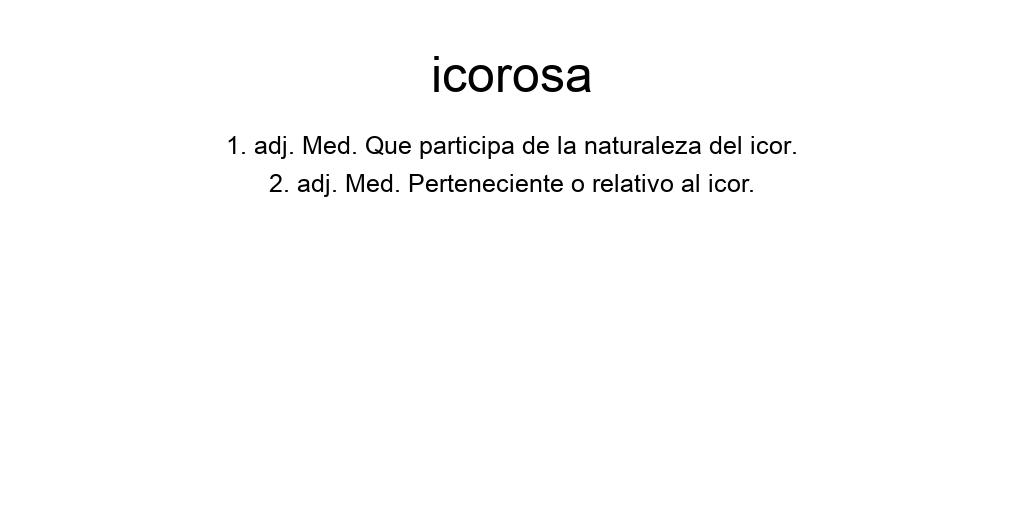 icorosa
1. adj. Med. Que participa de la naturaleza del icor.
2. adj. Med. Perteneciente o relativo al icor.